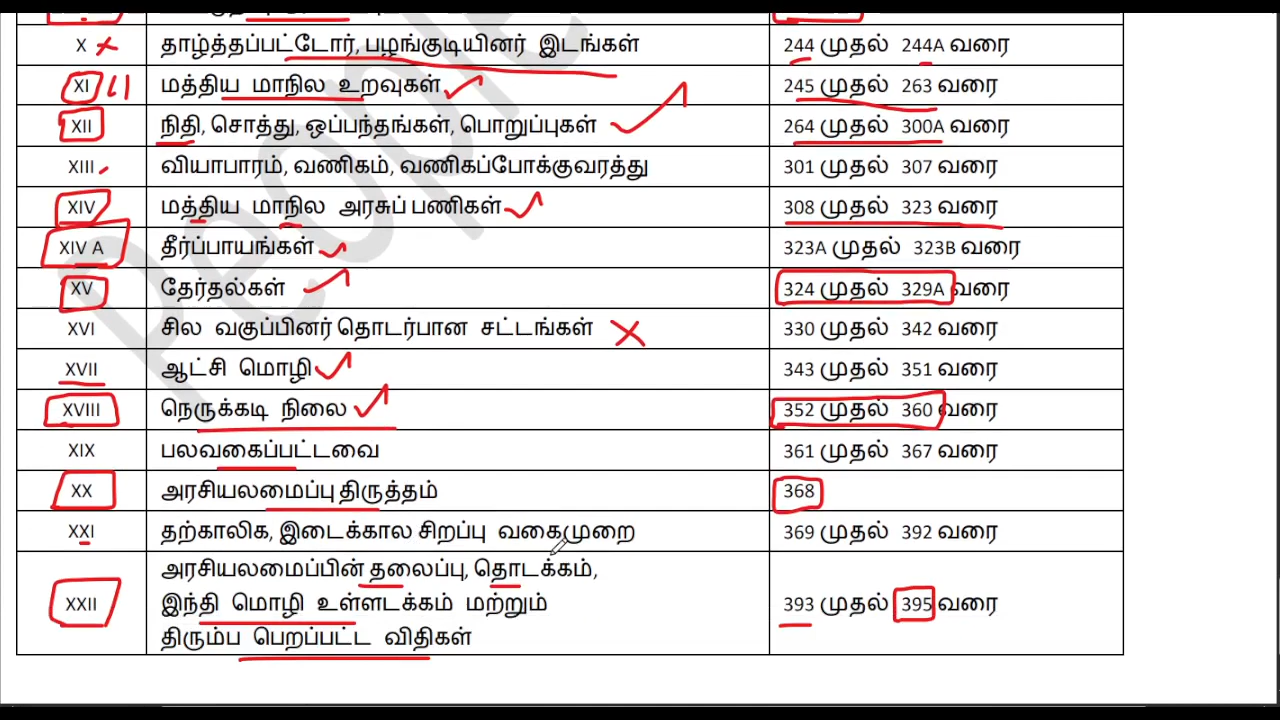 X தாழ்த்தப்பட்டோர், பழங்குடியினர் இடங்கள் 244 முதல் 244A வரை
XI மத்திய மாநில உறவுகள் 245 முதல் 263 வரை
XII நிதி, சொத்து, ஒப்பந்தங்கள், பொறுப்புகள் 264 முதல் 300A வரை
XIII வியாபாரம், வணிகம், வணிகப்போக்குவரத்து 301 முதல் 307 வரை
XIV மத்திய மாநில அரசுப் பணிகள் 308 முதல் 323 வரை
XIV A தீர்ப்பாயங்கள் 323A முதல் 323B வரை
XV தேர்தல்கள் 324 முதல் 329A வரை
XVI சில வகுப்பினர் தொடர்பான சட்டங்கள் 330 முதல் 342 வரை
XVII ஆட்சி மொழி 343 முதல் 351 வரை
XVIII நெருக்கடி நிலை 352 முதல் 360 வரை
XIX பலவகைப்பட்டவை 361 முதல் 367 வரை
XX அரசியலமைப்பு திருத்தம் 368
XXI தற்காலிக, இடைக்கால சிறப்பு வகைமுறை 369 முதல் 392 வரை
அரசியலமைப்பின் தலைப்பு, தொடக்கம்,
XXII இந்தி மொழி உள்ளடக்கம் மற்றும் 393 முதல் 395 வரை
திரும்ப பெறப்பட்ட விதிகள்
People